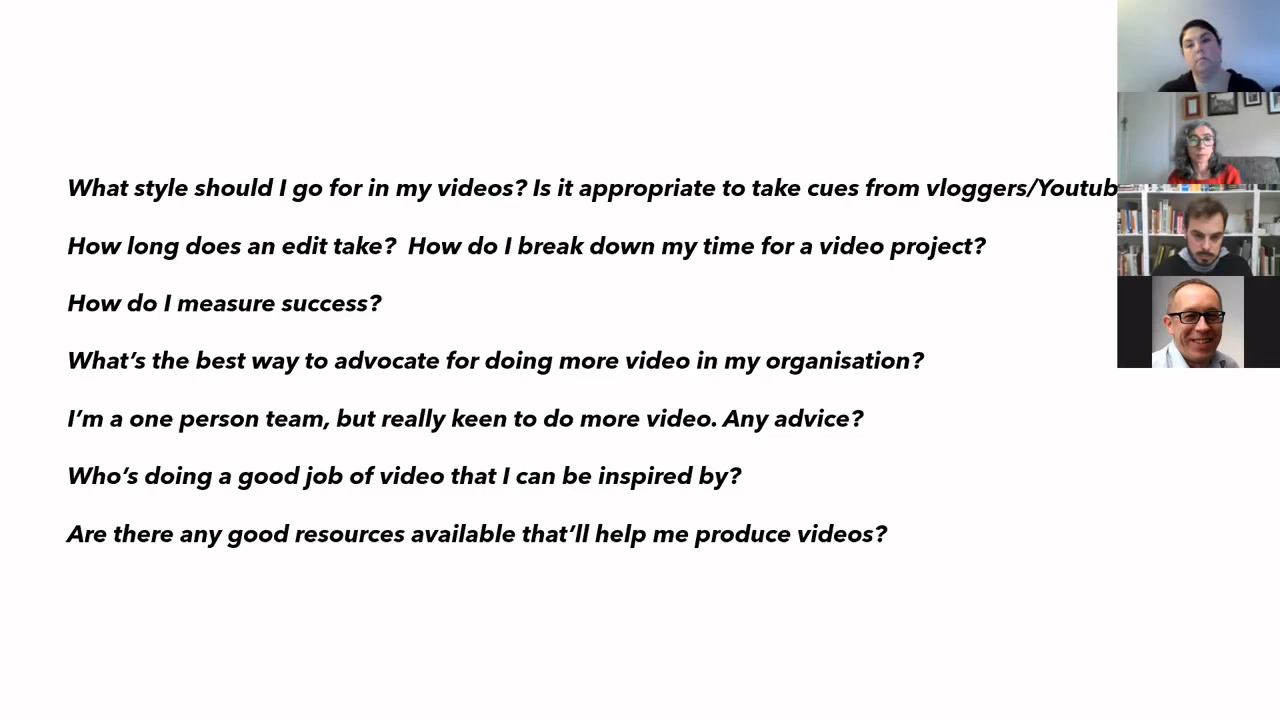 What style should I go for in my videos? Is it appropriate to take cues from vloggers/Youtub
How long does an edit take? How do I break down my time for a video project?
How do I measure success?
What’s the best way to advocate for doing more video in my organisation?
I’m a one person team, but really keen to do more video. Any advice?
Who’s doing a good job of video that I can be inspired by?
Are there any good resources available that’ll help me produce videos?